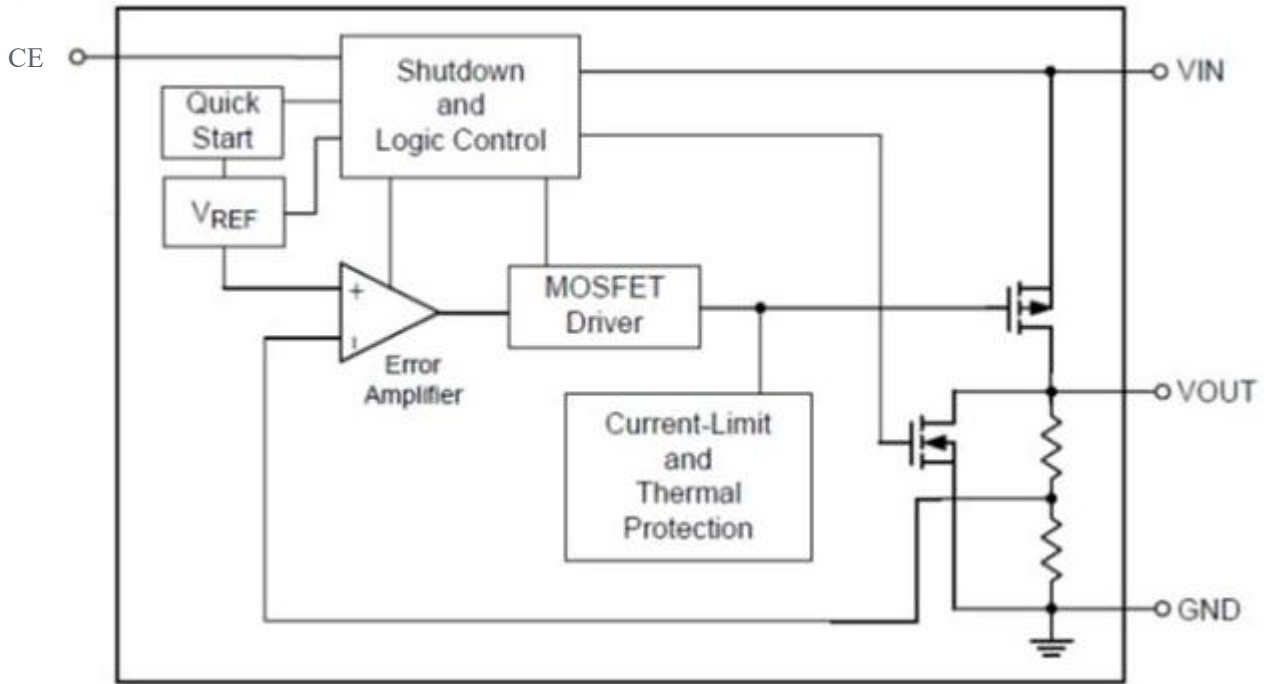 CE
Shutdown
and
Logic Control
VIN
Quick
Start
VREF
+
-
MOSFET
Driver
Error
Amplifier
VOUT
Current-Limit
and
Thermal
Protection
GND